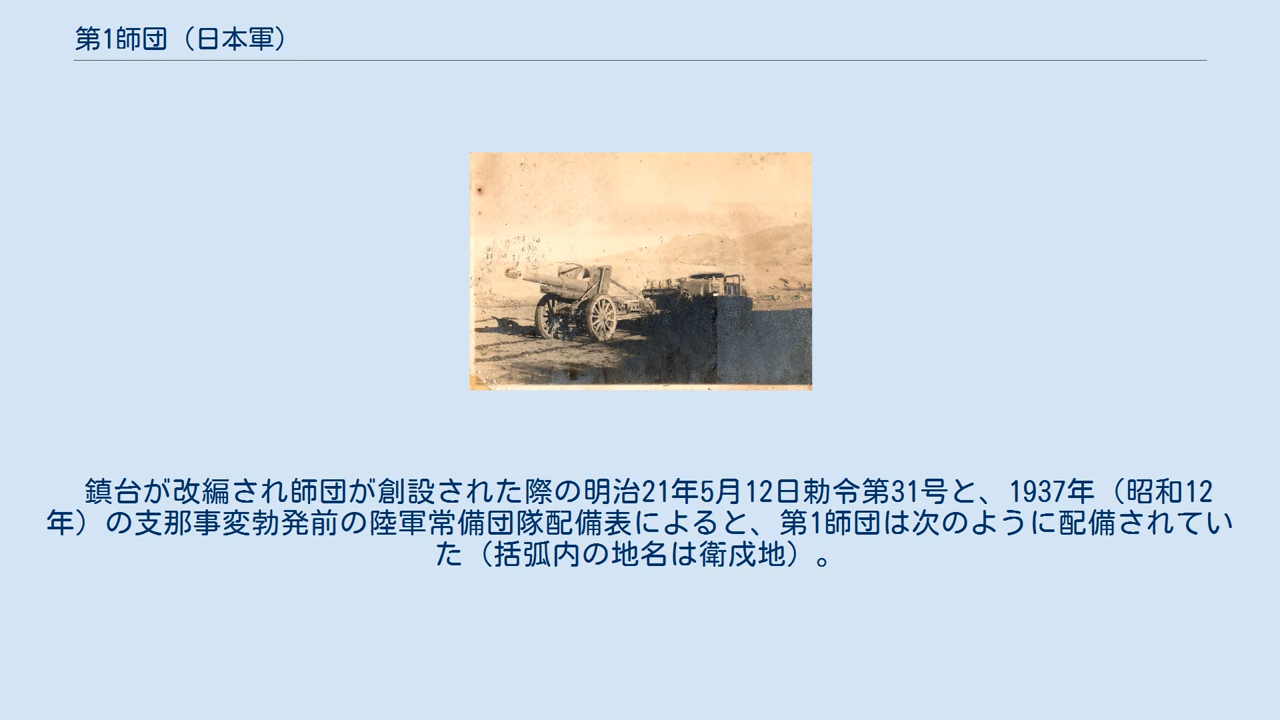 第1師団（日本軍）
鎮台が改編され師団が創設された際の明治21年5月12日勅令第31号と、1937年（昭和12
年）の支那事変勃発前の陸軍常備団隊配備表によると、第1師団は次のように配備されてい
た（括弧内の地名は衛戍地）。